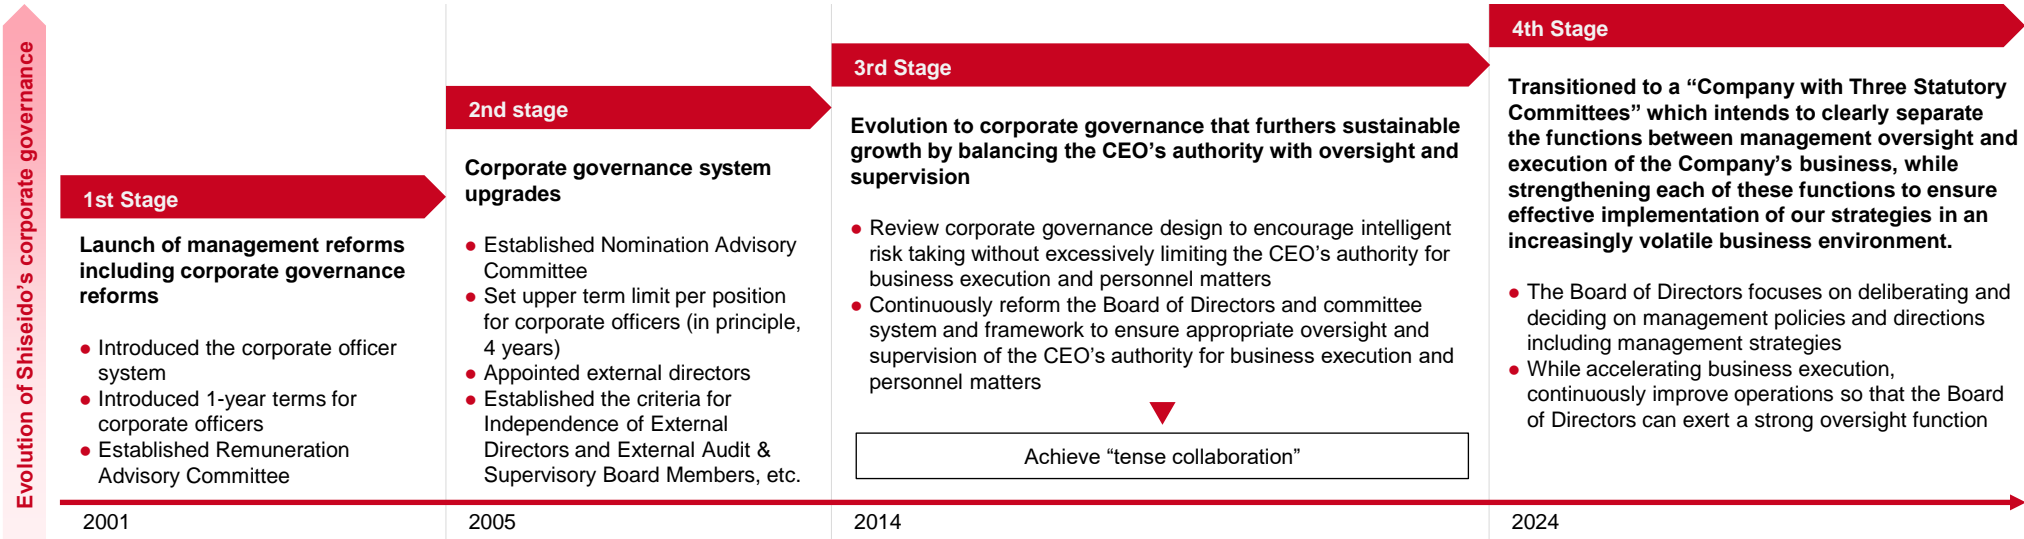 Evolution of Shiseido’s corporate governance
1st Stage
Launch of management reforms
including corporate governance
reforms
● Introduced the corporate officer
system
● Introduced 1-year terms for
corporate officers
● Established Remuneration
Advisory Committee
2001
2nd stage
Corporate governance system
upgrades
● Established Nomination Advisory
Committee
● Set upper term limit per position
for corporate officers (in principle,
4 years)
● Appointed external directors
● Established the criteria for
Independence of External
Directors and External Audit &
Supervisory Board Members, etc.
2005
3rd Stage
Evolution to corporate governance that furthers sustainable
growth by balancing the CEO’s authority with oversight and
supervision
● Review corporate governance design to encourage intelligent
risk taking without excessively limiting the CEO’s authority for
business execution and personnel matters
● Continuously reform the Board of Directors and committee
system and framework to ensure appropriate oversight and
supervision of the CEO’s authority for business execution and
personnel matters
Achieve “tense collaboration”
2014
4th Stage
Transitioned to a “Company with Three Statutory
Committees” which intends to clearly separate
the functions between management oversight and
execution of the Company’s business, while
strengthening each of these functions to ensure
effective implementation of our strategies in an
increasingly volatile business environment.
● The Board of Directors focuses on deliberating and
deciding on management policies and directions
including management strategies
● While accelerating business execution,
continuously improve operations so that the Board
of Directors can exert a strong oversight function
2024